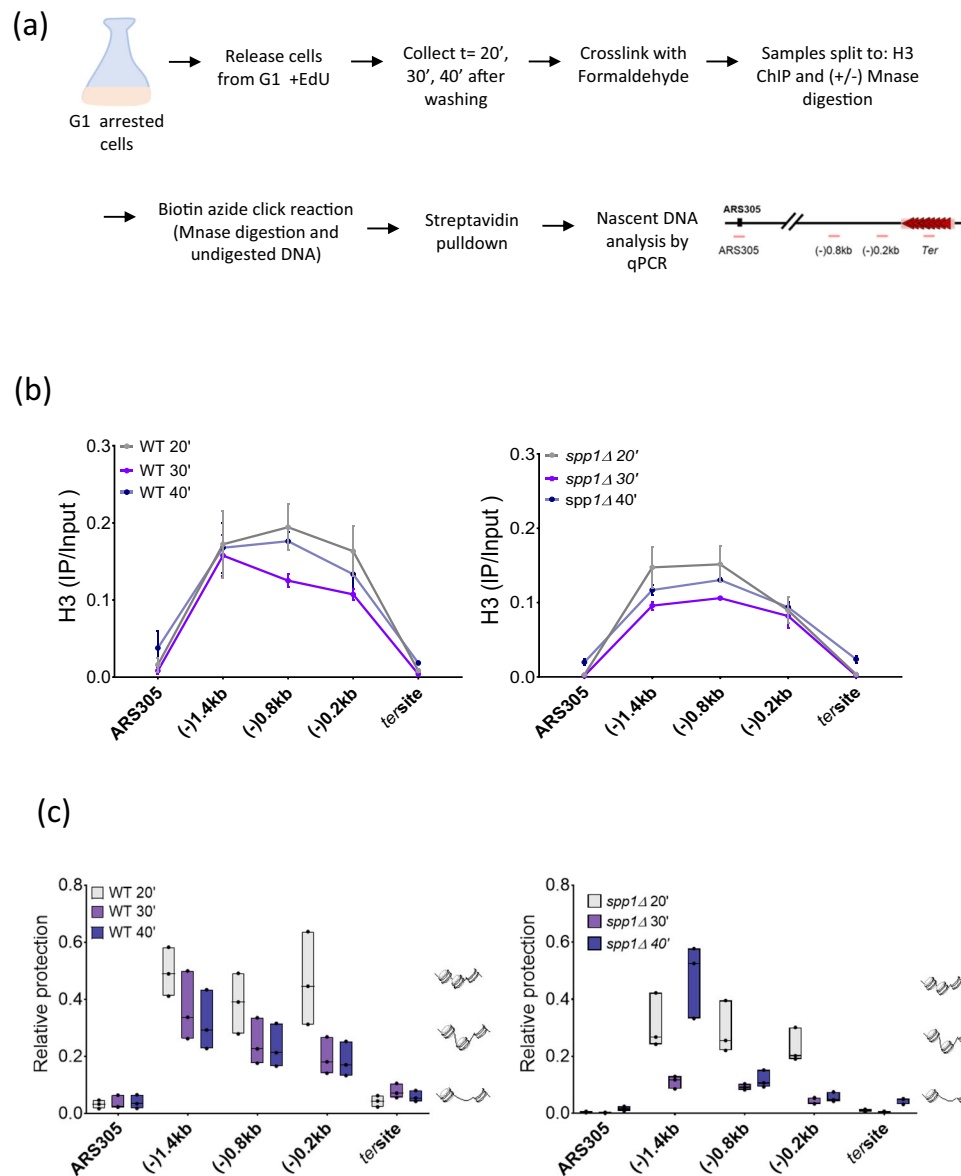 (a)
G1 arrested
cells
Release cells
from G1 +EdU
Collect t= 20',
30', 40' after
washing
Crosslink with
Formaldehyde
Samples split to: H3
ChIP and (+/-) Mnase
digestion
Biotin azide click reaction
(Mnase digestion and
undigested DNA)
Streptavidin
pulldown
Nascent DNA
analysis by
qPCR
ARS305
ARS305
(-)0.8kb
(-)0.2kb
Ter
(b)
H3 (IP/Input )
0.3
0.2
0.1
0.0
WT 20'
WT 30'
WT 40'
ARS305
(-)1.4kb
(-)0.8kb
(-)0.2kb
tersite
H3 (IP/Input )
0.3
0.2
0.1
0.0
spp1Δ 20'
spp1Δ 30'
spp1Δ 40'
ARS305
(-)1.4kb
(-)0.8kb
(-)0.2kb
tersite
(c)
Relative protection
0.8
0.6
0.4
0.2
0.0
WT 20'
WT 30'
WT 40'
ARS305
(-)1.4kb
(-)0.8kb
(-)0.2kb
tersite
Relative protection
0.8
0.6
0.4
0.2
0.0
spp1Δ 20'
spp1Δ 30'
spp1Δ 40'
ARS305
(-)1.4kb
(-)0.8kb
(-)0.2kb
tersite